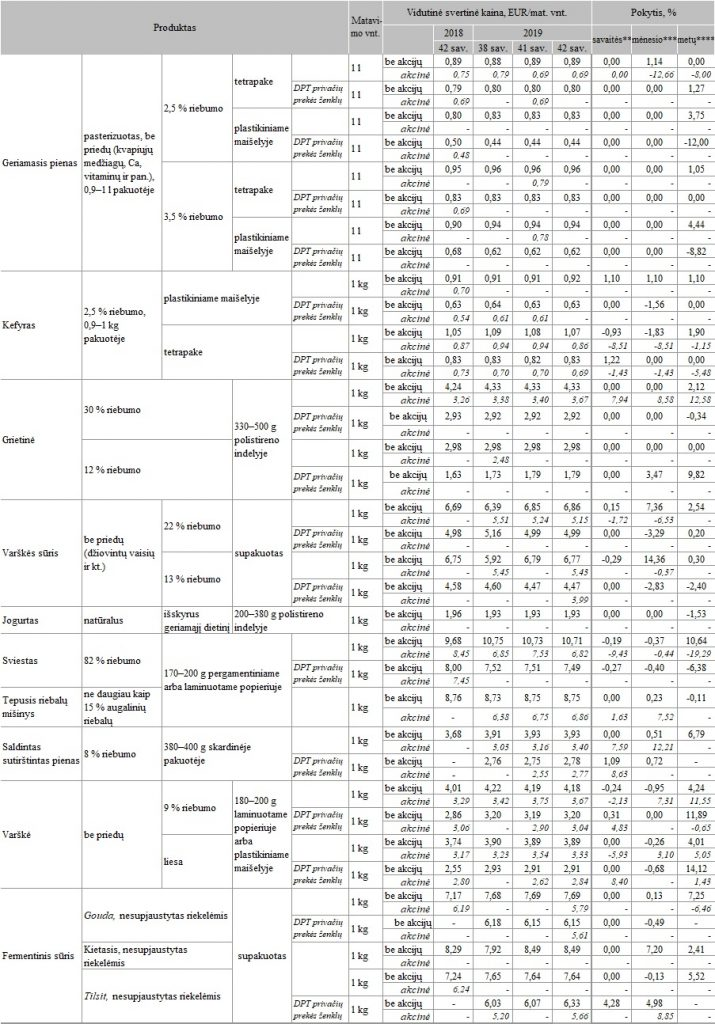 Produktas Matavi- Vidutinė svertinė kaina, EUR/mat. vnt. Pokytis, %
mo vnt. 2018 2019 savaitės** mėnesio*** metų****
42 sav. 38 sav. 41 sav. 42 sav.
Geriamasis pienas pasterizuotas, be priedų (kvapiųjų medžiagų, Ca, vitaminų ir pan.), 0,9–1 l pakuotėje
2,5 % riebumo tetrapake 1 l be akcijų 0,89 0,88 0,89 0,89 0,00 1,14 0,00
akcinė 0,75 0,79 0,69 0,69 0,00 -12,66 -8,00
DPT privačių prekės ženklų 1 l be akcijų 0,79 0,80 0,80 0,80 0,00 0,00 1,27
akcinė 0,69 - 0,69 - - - -
plastikiniame maišelyje 1 l be akcijų 0,80 0,83 0,83 0,83 0,00 0,00 3,75
akcinė - - - - - - -
DPT privačių prekės ženklų 1 l be akcijų 0,50 0,44 0,44 0,44 0,00 0,00 -12,00
akcinė 0,48 - - - - - -
3,5 % riebumo tetrapake 1 l be akcijų 0,95 0,96 0,96 0,96 0,00 0,00 1,05
akcinė - - 0,79 - - - -
DPT privačių prekės ženklų 1 l be akcijų 0,83 0,83 0,83 0,83 0,00 0,00 0,00
akcinė 0,69 - - - - - -
plastikiniame maišelyje 1 l be akcijų 0,90 0,94 0,94 0,94 0,00 0,00 4,44
akcinė - - 0,78 - - - -
DPT privačių prekės ženklų 1 l be akcijų 0,68 0,62 0,62 0,62 0,00 0,00 -8,82
akcinė - - - - - - -
Kefyras 2,5 % riebumo, 0,9–1 kg pakuotėje
plastikiniame maišelyje 1 kg be akcijų 0,91 0,91 0,91 0,92 1,10 1,10 1,10
akcinė 0,70 - - - - - -
DPT privačių prekės ženklų 1 kg be akcijų 0,63 0,64 0,63 0,63 0,00 -1,56 0,00
akcinė 0,54 0,61 0,61 - - - -
tetrapake 1 kg be akcijų 1,05 1,09 1,08 1,07 -0,93 -1,83 1,90
akcinė 0,87 0,94 0,94 0,86 -8,51 -8,51 -1,15
DPT privačių prekės ženklų 1 kg be akcijų 0,83 0,83 0,82 0,83 1,22 0,00 0,00
akcinė 0,73 0,70 0,70 0,69 -1,43 -1,43 -5,48
Grietinė 330–500 g polistireno indelyje
30 % riebumo 1 kg be akcijų 4,24 4,33 4,33 4,33 0,00 0,00 2,12
akcinė 3,26 3,38 3,40 3,67 7,94 8,58 12,58
DPT privačių prekės ženklų 1 kg be akcijų 2,93 2,92 2,92 2,92 0,00 0,00 -0,34
akcinė - - - - - - -
12 % riebumo 1 kg be akcijų 2,98 2,98 2,98 2,98 0,00 0,00 0,00
akcinė - 2,48 - - - - -
DPT privačių prekės ženklų 1 kg be akcijų 1,63 1,73 1,79 1,79 0,00 3,47 9,82
akcinė - - - - - - -
Varškės sūris be priedų (džiovintų vaisių ir kt.) supakuotas
22 % riebumo 1 kg be akcijų 6,69 6,39 6,85 6,86 0,15 7,36 2,54
akcinė - 5,51 5,24 5,15 -1,72 -6,53 -
DPT privačių prekės ženklų 1 kg be akcijų 4,98 5,16 4,99 4,99 0,00 -3,29 0,20
akcinė - - - - - - -
13 % riebumo 1 kg be akcijų 6,75 5,92 6,79 6,77 -0,29 14,36 0,30
akcinė - 5,45 - 5,43 - -0,37 -
DPT privačių prekės ženklų 1 kg be akcijų 4,58 4,60 4,47 4,47 0,00 -2,83 -2,40
akcinė - - - 3,99 - - -
Jogurtas natūralus išskyrus geriamąjį dietinį 200–380 g polistireno indelyje 1 kg be akcijų 1,96 1,93 1,93 1,93 0,00 0,00 -1,53
akcinė - - - - - - -
Sviestas 82 % riebumo 170–200 g pergamentiniame arba laminuotame popieriuje
1 kg be akcijų 9,68 10,75 10,73 10,71 -0,19 -0,37 10,64
akcinė 8,45 6,85 7,53 6,82 -9,43 -0,44 -19,29
DPT privačių prekės ženklų 1 kg be akcijų 8,00 7,52 7,51 7,49 -0,27 -0,40 -6,38
akcinė 7,45 - - - - - -
Tepusis riebalų mišinys ne daugiau kaip 15 % augalinių riebalų 1 kg be akcijų 8,76 8,73 8,75 8,75 0,00 0,23 -0,11
akcinė - 6,38 6,75 6,86 1,63 7,52 -
Saldintas sutirštintas pienas 8 % riebumo 380–400 g skardinėje pakuotėje
1 kg be akcijų 3,68 3,91 3,93 3,93 0,00 0,51 6,79
akcinė - 3,03 3,16 3,40 7,59 12,21 -
DPT privačių prekės ženklų 1 kg be akcijų - 2,76 2,75 2,78 1,09 0,72 -
akcinė - - 2,55 2,77 8,63 - -
Varškė be priedų 180–200 g laminuotame popieriuje arba plastikiniame maišelyje
9 % riebumo 1 kg be akcijų 4,01 4,22 4,19 4,18 -0,24 -0,95 4,24
akcinė 3,29 3,42 3,75 3,67 -2,13 7,31 11,55
DPT privačių prekės ženklų 1 kg be akcijų 2,86 3,20 3,19 3,20 0,31 0,00 11,89
akcinė 3,06 - 2,90 3,04 4,83 - -0,65
liesa 1 kg be akcijų 3,74 3,90 3,89 3,89 0,00 -0,26 4,01
akcinė 3,17 3,23 3,54 3,33 -5,93 3,10 5,05
DPT privačių prekės ženklų 1 kg be akcijų 2,55 2,93 2,91 2,91 0,00 -0,68 14,12
akcinė 2,80 - 2,62 2,84 8,40 - 1,43
Fermentinis sūris supakuotas
Gouda, nesupjaustytas riekelėmis 1 kg be akcijų 7,17 7,68 7,69 7,69 0,00 0,13 7,25
akcinė 6,19 - - 5,79 - - -6,46
DPT privačių prekės ženklų 1 kg be akcijų - 6,18 6,15 6,15 0,00 -0,49 -
akcinė - - - 5,61 - - -
Kietasis, nesupjaustytas riekelėmis 1 kg be akcijų 8,29 7,92 8,49 8,49 0,00 7,20 2,41
akcinė - - - - - - -
Tilsit, nesupjaustytas riekelėmis 1 kg be akcijų 7,24 7,65 7,64 7,64 0,00 -0,13 5,52
akcinė 6,24 - - - - - -
DPT privačių prekės ženklų 1 kg be akcijų - 6,03 6,07 6,33 4,28 4,98 -
akcinė - 5,20 - 5,66 - 8,85 -